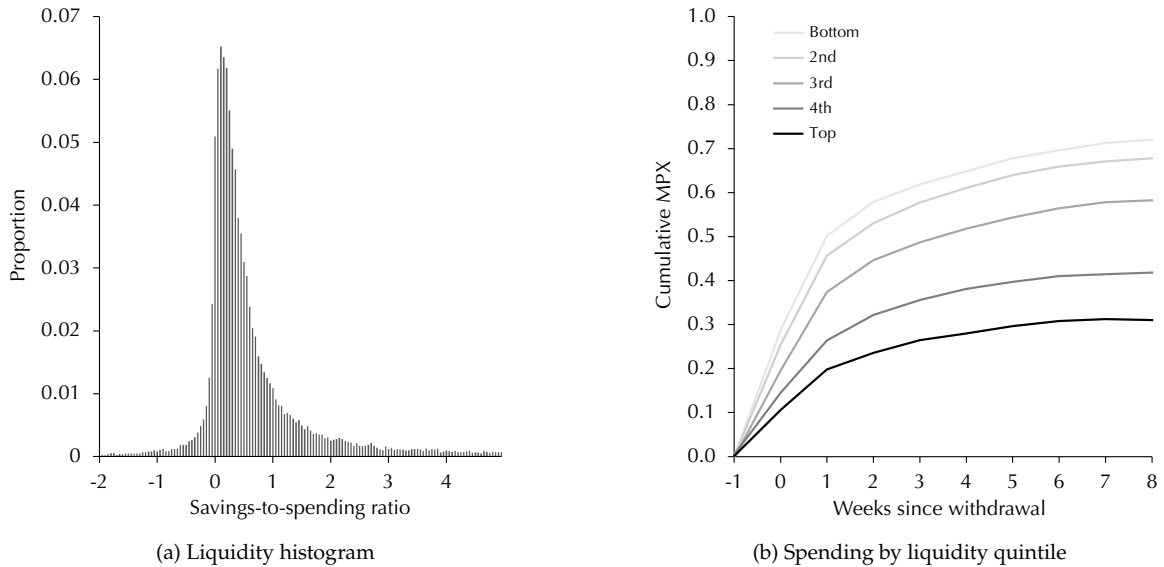 0.07
0.06
0.05
0.04
0.03
0.02
0.01
0
Proportion
-2 -1 0 1 2 3 4
Savings-to-spending ratio
(a) Liquidity histogram
1.0
0.9
0.8
0.7
0.6
0.5
0.4
0.3
0.2
0.1
0.0
Cumulative MPX
Bottom
2nd
3rd
4th
Top
-1 0 1 2 3 4 5 6 7 8
Weeks since withdrawal
(b) Spending by liquidity quintile